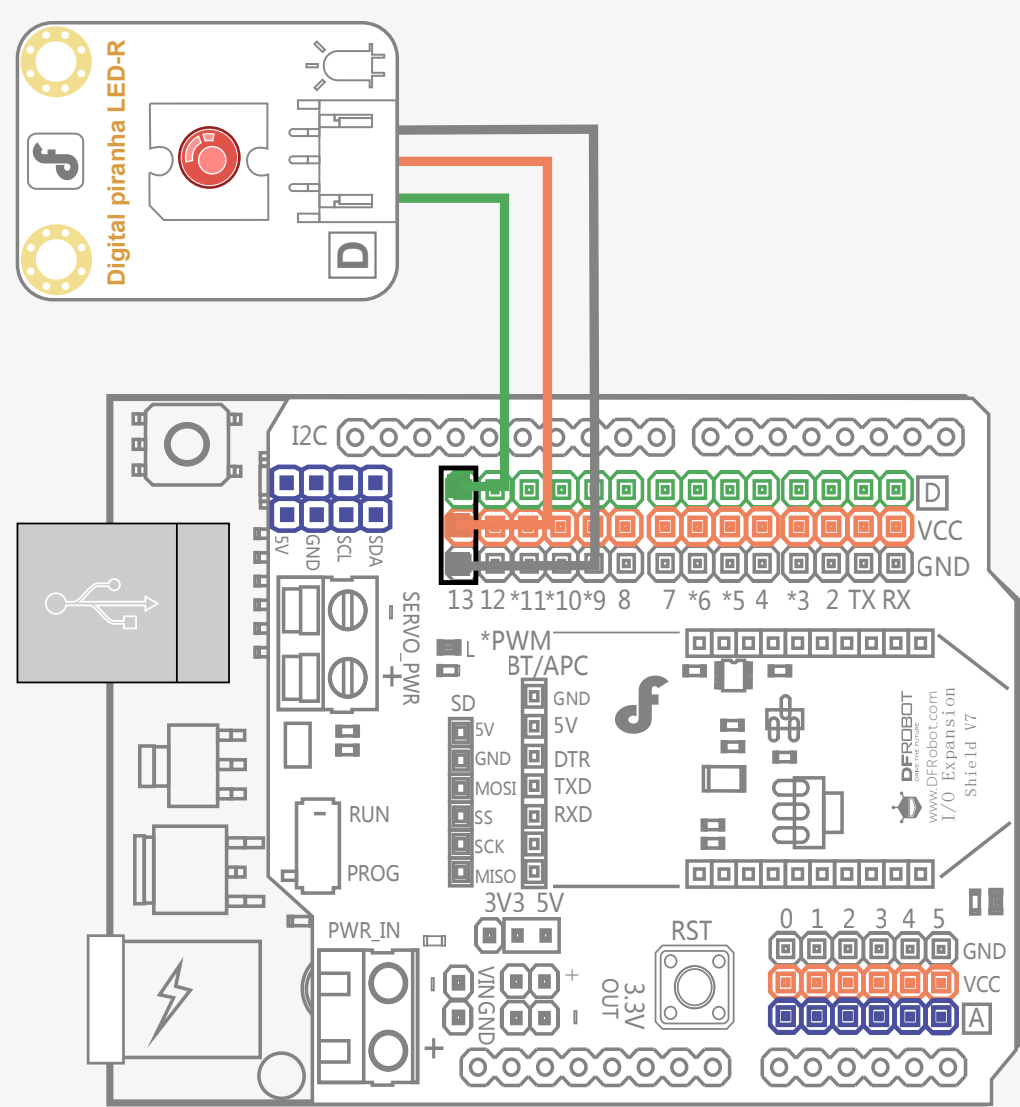 Digital piranha LED-R
D
I2C
5V
GND
SCL
SDA
D
VCC
GND
13 12 *11 *10 *9 8 7 *6 *5 4 *3 2 TX RX
SERVO_PWR
- +
L
*PWM
BT/APC
GND
5V
DTR
TXD
RXD
SD
5V
GND
MOSI
SS
SCK
MISO
RUN
PROG
DFROBOT
DRIVE THE FUTURE
www.DFRobot.com
I/O Expansion
Shield V7
3V3 5V
PWR_IN
- +
VIN
GND
+ -
3.3V
OUT
RST
0 1 2 3 4 5
GND
VCC
A